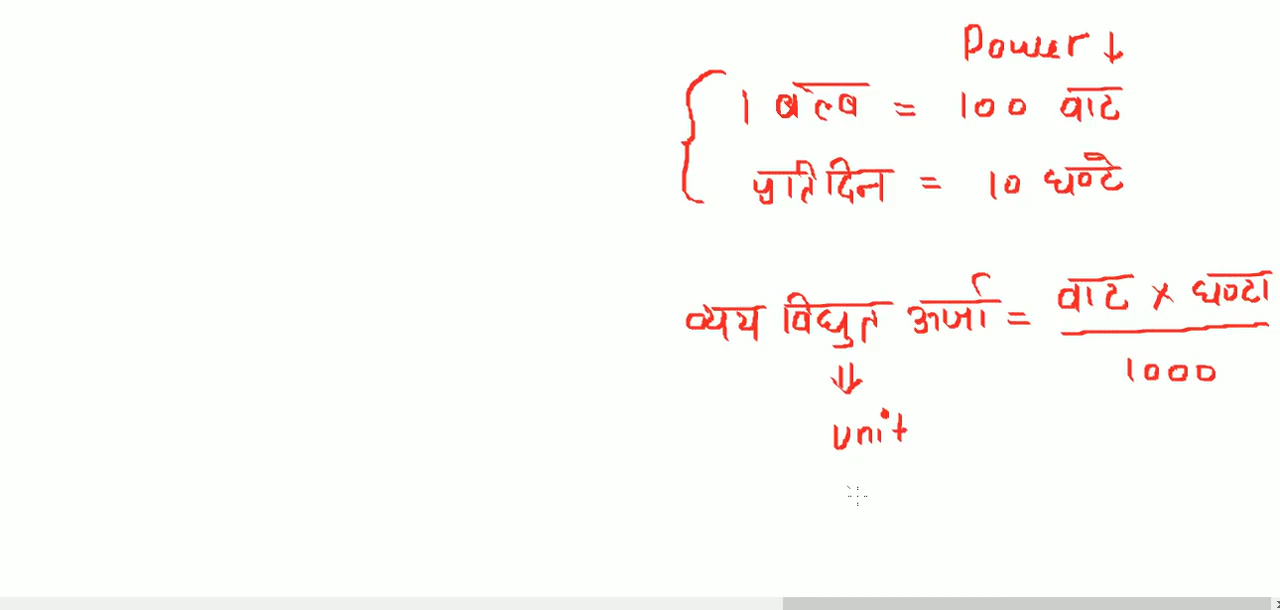 Power ↓
1 बल्ब = 100 वाट
प्रतिदिन = 10 घण्टे
व्यय विद्युत ऊर्जा = वाट × घण्टा
1000
⇓
unit